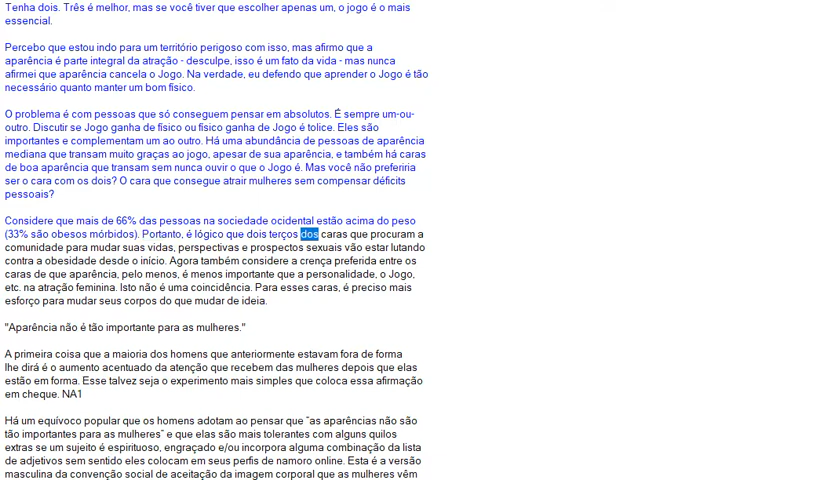 Tenha dois. Três é melhor, mas se você tiver que escolher apenas um, o jogo é o mais
essencial.
Percebo que estou indo para um território perigoso com isso, mas afirmo que a
aparência é parte integral da atração - desculpe, isso é um fato da vida - mas nunca
afirmei que aparência cancela o Jogo. Na verdade, eu defendo que aprender o Jogo é tão
necessário quanto manter um bom físico.
O problema é com pessoas que só conseguem pensar em absolutos. É sempre um-ou-
outro. Discutir se Jogo ganha de físico ou físico ganha de Jogo é tolice. Eles são
importantes e complementam um ao outro. Há uma abundância de pessoas de aparência
mediana que transam muito graças ao jogo, apesar de sua aparência, e também há caras
de boa aparência que transam sem nunca ouvir o que o Jogo é. Mas você não preferiria
ser o cara com os dois? O cara que consegue atrair mulheres sem compensar déficits
pessoais?
Considere que mais de 66% das pessoas na sociedade ocidental estão acima do peso
(33% são obesos mórbidos). Portanto, é lógico que dois terços dos caras que procuram a
comunidade para mudar suas vidas, perspectivas e prospectos sexuais vão estar lutando
contra a obesidade desde o início. Agora também considere a crença preferida entre os
caras de que aparência, pelo menos, é menos importante que a personalidade, o Jogo,
etc. na atração feminina. Isto não é uma coincidência. Para esses caras, é preciso mais
esforço para mudar seus corpos do que mudar de ideia.
"Aparência não é tão importante para as mulheres."
A primeira coisa que a maioria dos homens que anteriormente estavam fora de forma
lhe dirá é o aumento acentuado da atenção que recebem das mulheres depois que elas
estão em forma. Esse talvez seja o experimento mais simples que coloca essa afirmação
em cheque. NA1
Há um equívoco popular que os homens adotam ao pensar que "as aparências não são
tão importantes para as mulheres" e que elas são mais tolerantes com alguns quilos
extras se um sujeito é espirituoso, engraçado e/ou incorpora alguma combinação da lista
de adjetivos sem sentido eles colocam em seus perfis de namoro online. Esta é a versão
masculina da convenção social de aceitação da imagem corporal que as mulheres vêm